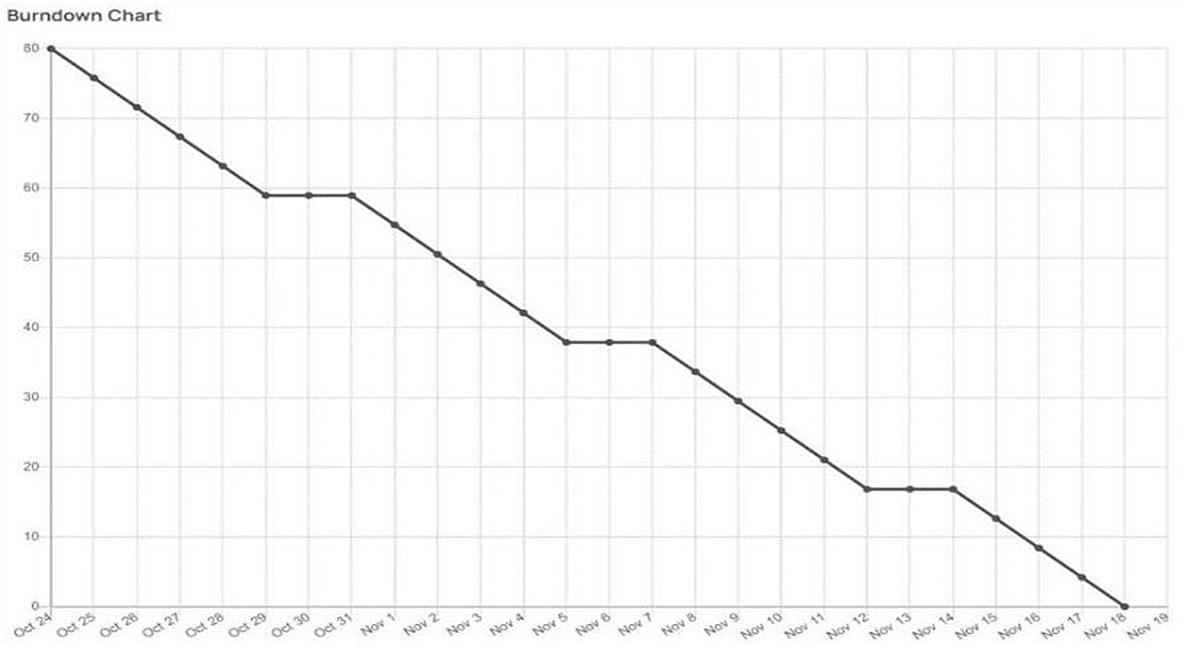 Burndown Chart
80
70
60
50
40
30
20
10
0
Oct 24
Oct 25
Oct 26
Oct 27
Oct 28
Oct 29
Oct 30
Oct 31
Nov 1
Nov 2
Nov 3
Nov 4
Nov 5
Nov 6
Nov 7
Nov 8
Nov 9
Nov 10
Nov 11
Nov 12
Nov 13
Nov 14
Nov 15
Nov 16
Nov 17
Nov 18
Nov 19